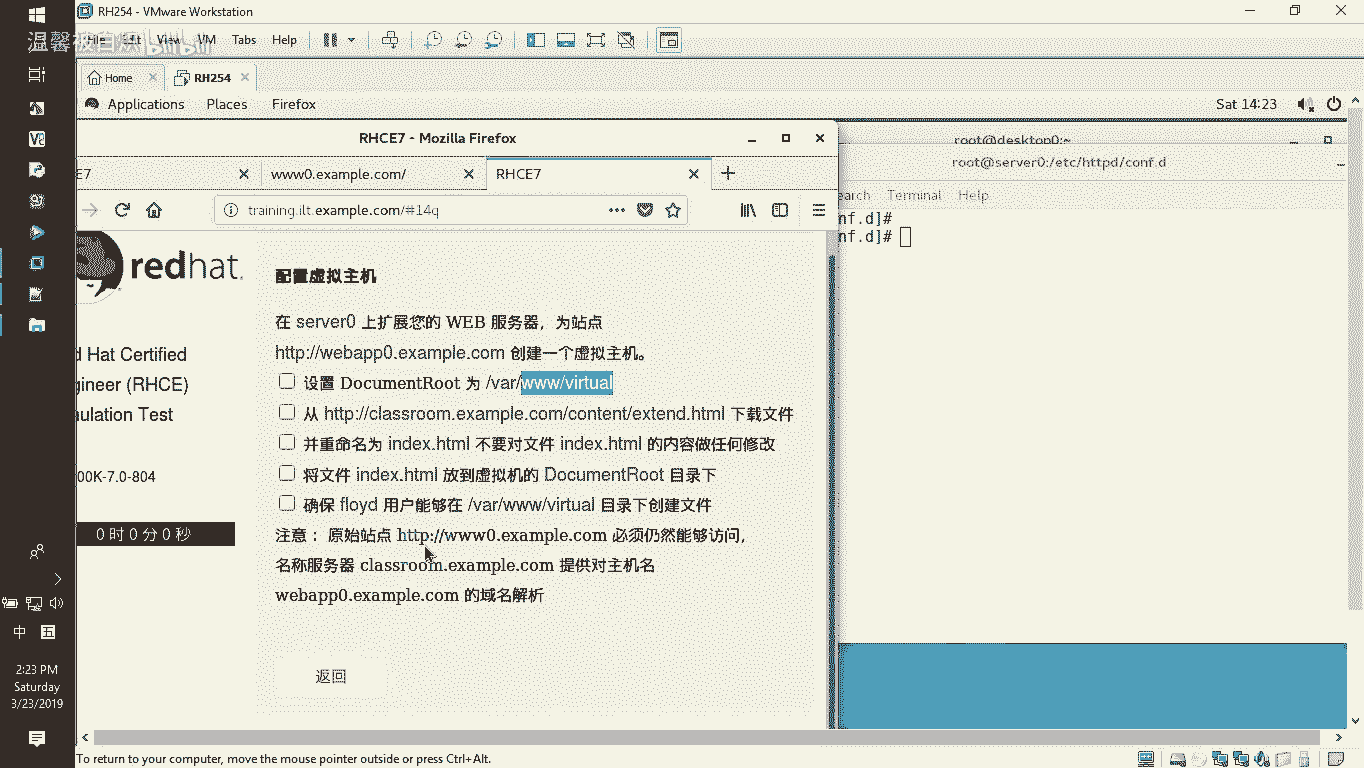 RH254 - VMware Workstation
File Edit View VM Tabs Help
温馨被自燃 bilibili
Home
RH254
Applications Places Firefox
Sat 14:23
RHCE7 - Mozilla Firefox
root@desktop0:~
root@server0:/etc/httpd/conf.d
E7
www0.example.com/
RHCE7
earch Terminal Help
training.ilt.example.com/#14q
nf.d]#
nf.d]#
redhat.
d Hat Certified
gineer (RHCE)
ulation Test
00K-7.0-804
0 时 0 分 0 秒
配置虚拟主机
在 server0 上扩展您的 WEB 服务器，为站点
http://webapp0.example.com 创建一个虚拟主机。
设置 DocumentRoot 为 /var/www/virtual
从 http://classroom.example.com/content/extend.html 下载文件
并重命名为 index.html 不要对文件 index.html 的内容做任何修改
将文件 index.html 放到虚拟机的 DocumentRoot 目录下
确保 floyd 用户能够在 /var/www/virtual 目录下创建文件
注意： 原始站点 http://www0.example.com 必须仍然能够访问，
名称服务器 classroom.example.com 提供对主机名
webapp0.example.com 的域名解析
返回
中 五
2:23 PM
Saturday
3/23/2019
To return to your computer, move the mouse pointer outside or press Ctrl+Alt.